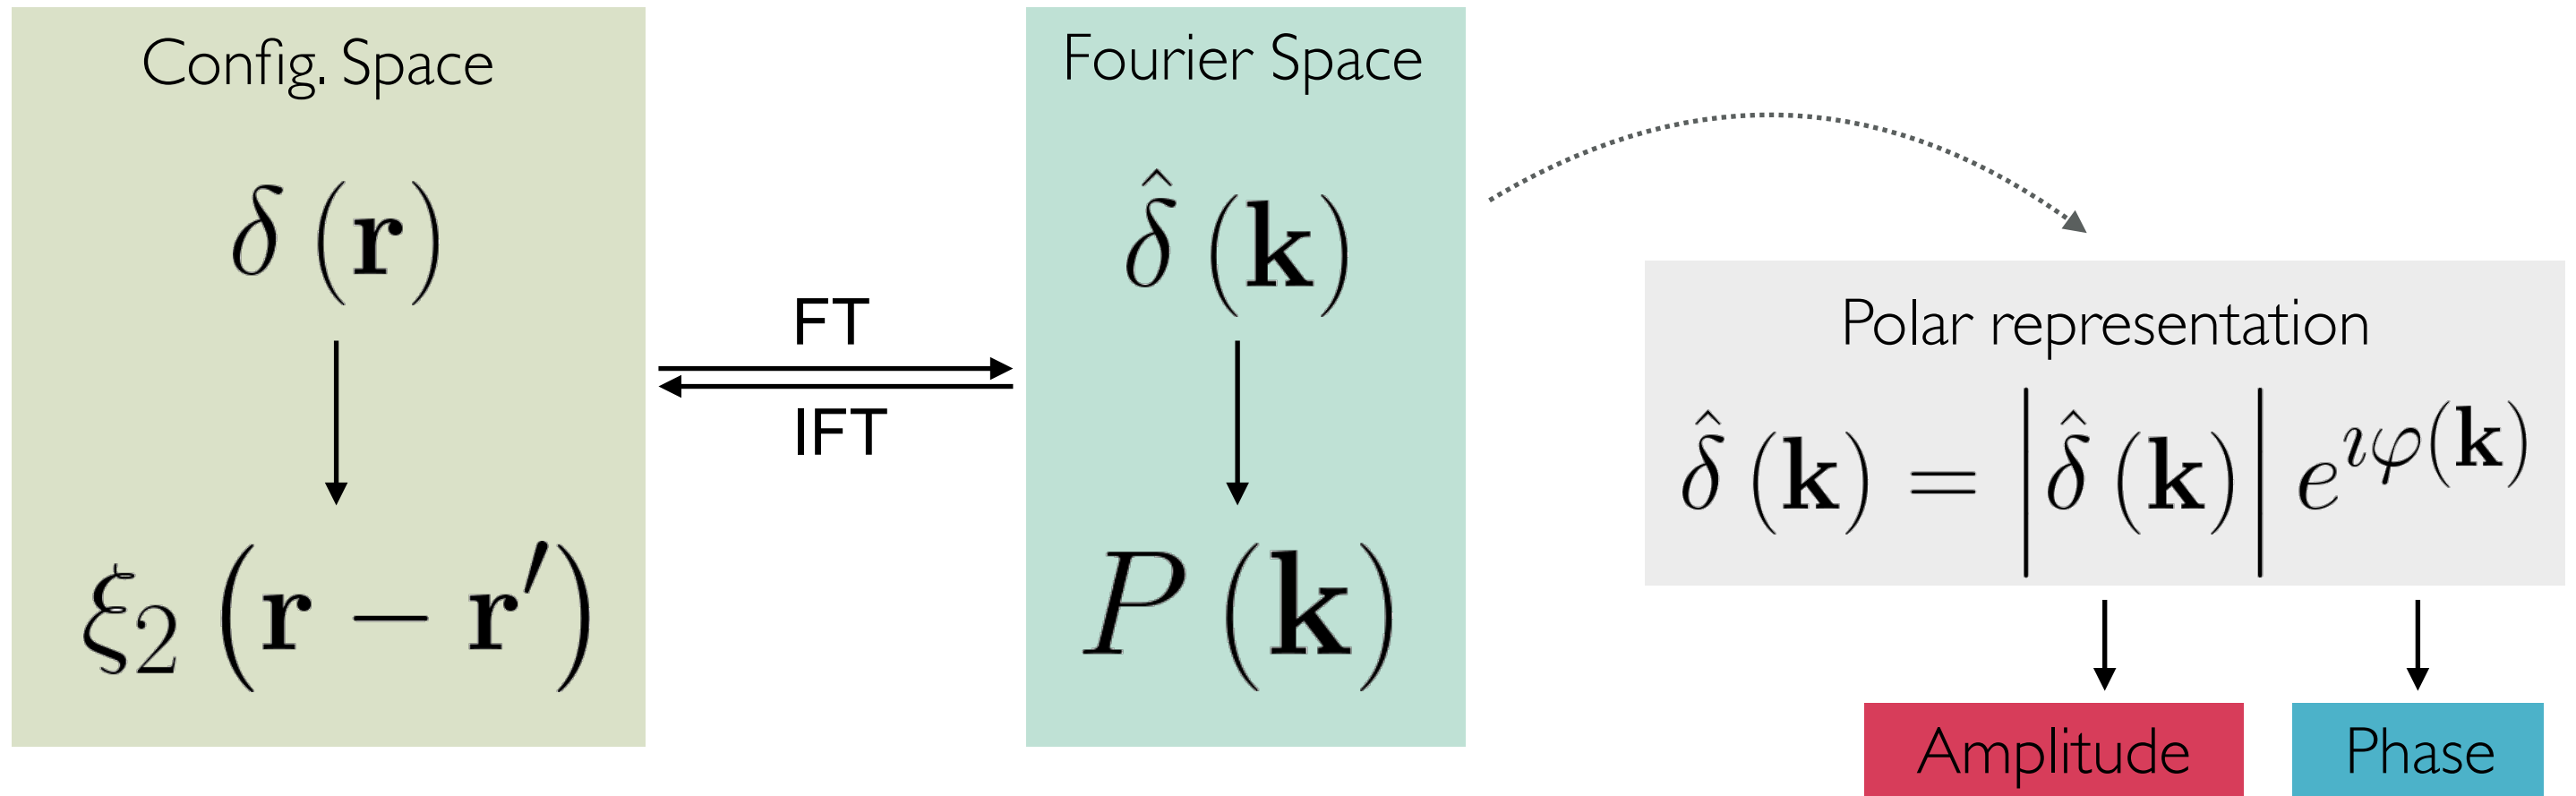 Config. Space
δ (r)
ξ₂ (r − r′)
FT
IFT
Fourier Space
δ̂ (k)
P (k)
Polar representation
δ̂ (k) = |δ̂ (k)| e^{ıφ(k)}
Amplitude
Phase